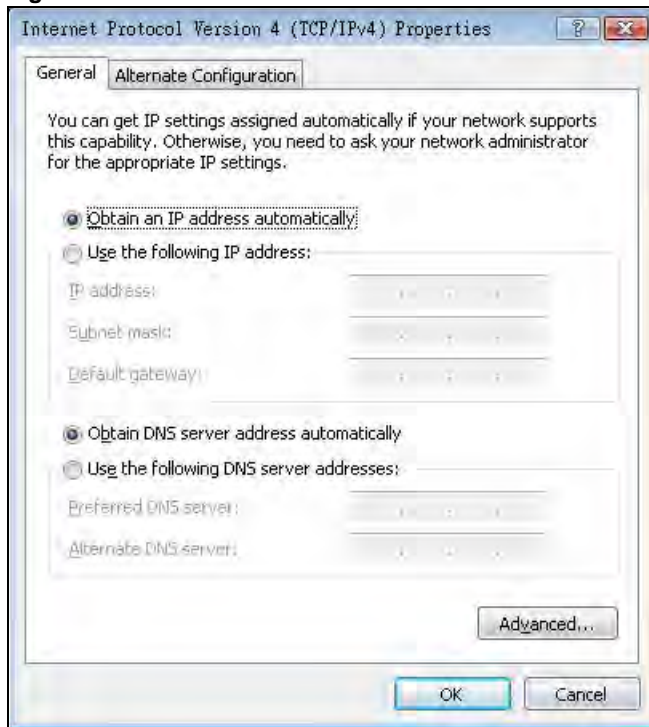 Internet Protocol Version 4 (TCP/IPv4) Properties
General
Alternate Configuration
You can get IP settings assigned automatically if your network supports
this capability. Otherwise, you need to ask your network administrator
for the appropriate IP settings.
Obtain an IP address automatically
Use the following IP address:
IP address:
Subnet mask:
Default gateway:
Obtain DNS server address automatically
Use the following DNS server addresses:
Preferred DNS server:
Alternate DNS server:
Advanced...
OK
Cancel